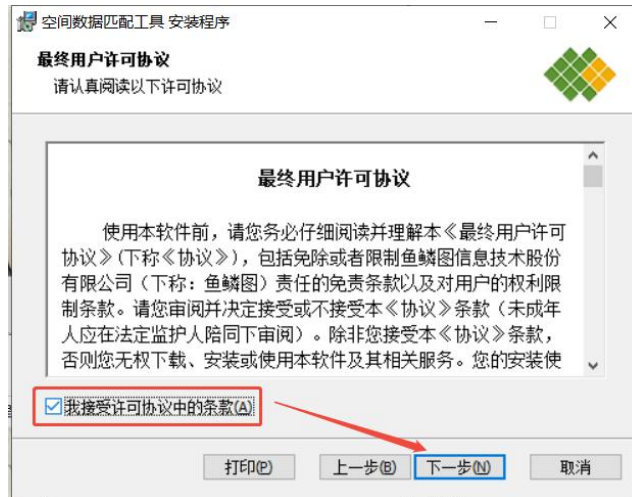 空间数据匹配工具 安装程序
最终用户许可协议
请认真阅读以下许可协议
最终用户许可协议
使用本软件前，请您务必仔细阅读并理解本《最终用户许可
协议》（下称《协议》），包括免除或者限制鱼鳞图信息技术股份
有限公司（下称：鱼鳞图）责任的免责条款以及对用户的权利限
制条款。请您审阅并决定接受或不接受本《协议》条款（未成年
人应在法定监护人陪同下审阅）。除非您接受本《协议》条款，
否则您无权下载、安装或使用本软件及其相关服务。您的安装使
我接受许可协议中的条款(A)
打印(P) 上一步(B) 下一步(N) 取消